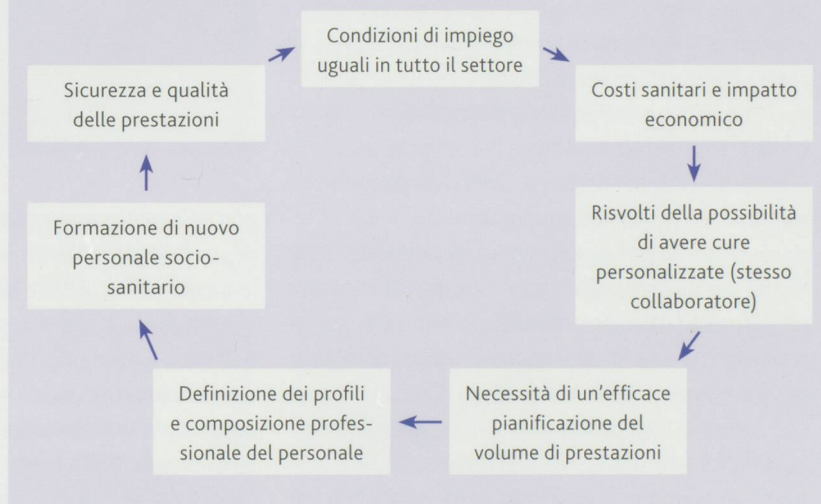 Condizioni di impiego
uguali in tutto il settore
Costi sanitari e impatto
economico
Risvolti della possibilità
di avere cure
personalizzate (stesso
collaboratore)
Necessità di un'efficace
pianificazione del
volume di prestazioni
Definizione dei profili
e composizione profes-
sionale del personale
Formazione di nuovo
personale socio-
sanitario
Sicurezza e qualità
delle prestazioni